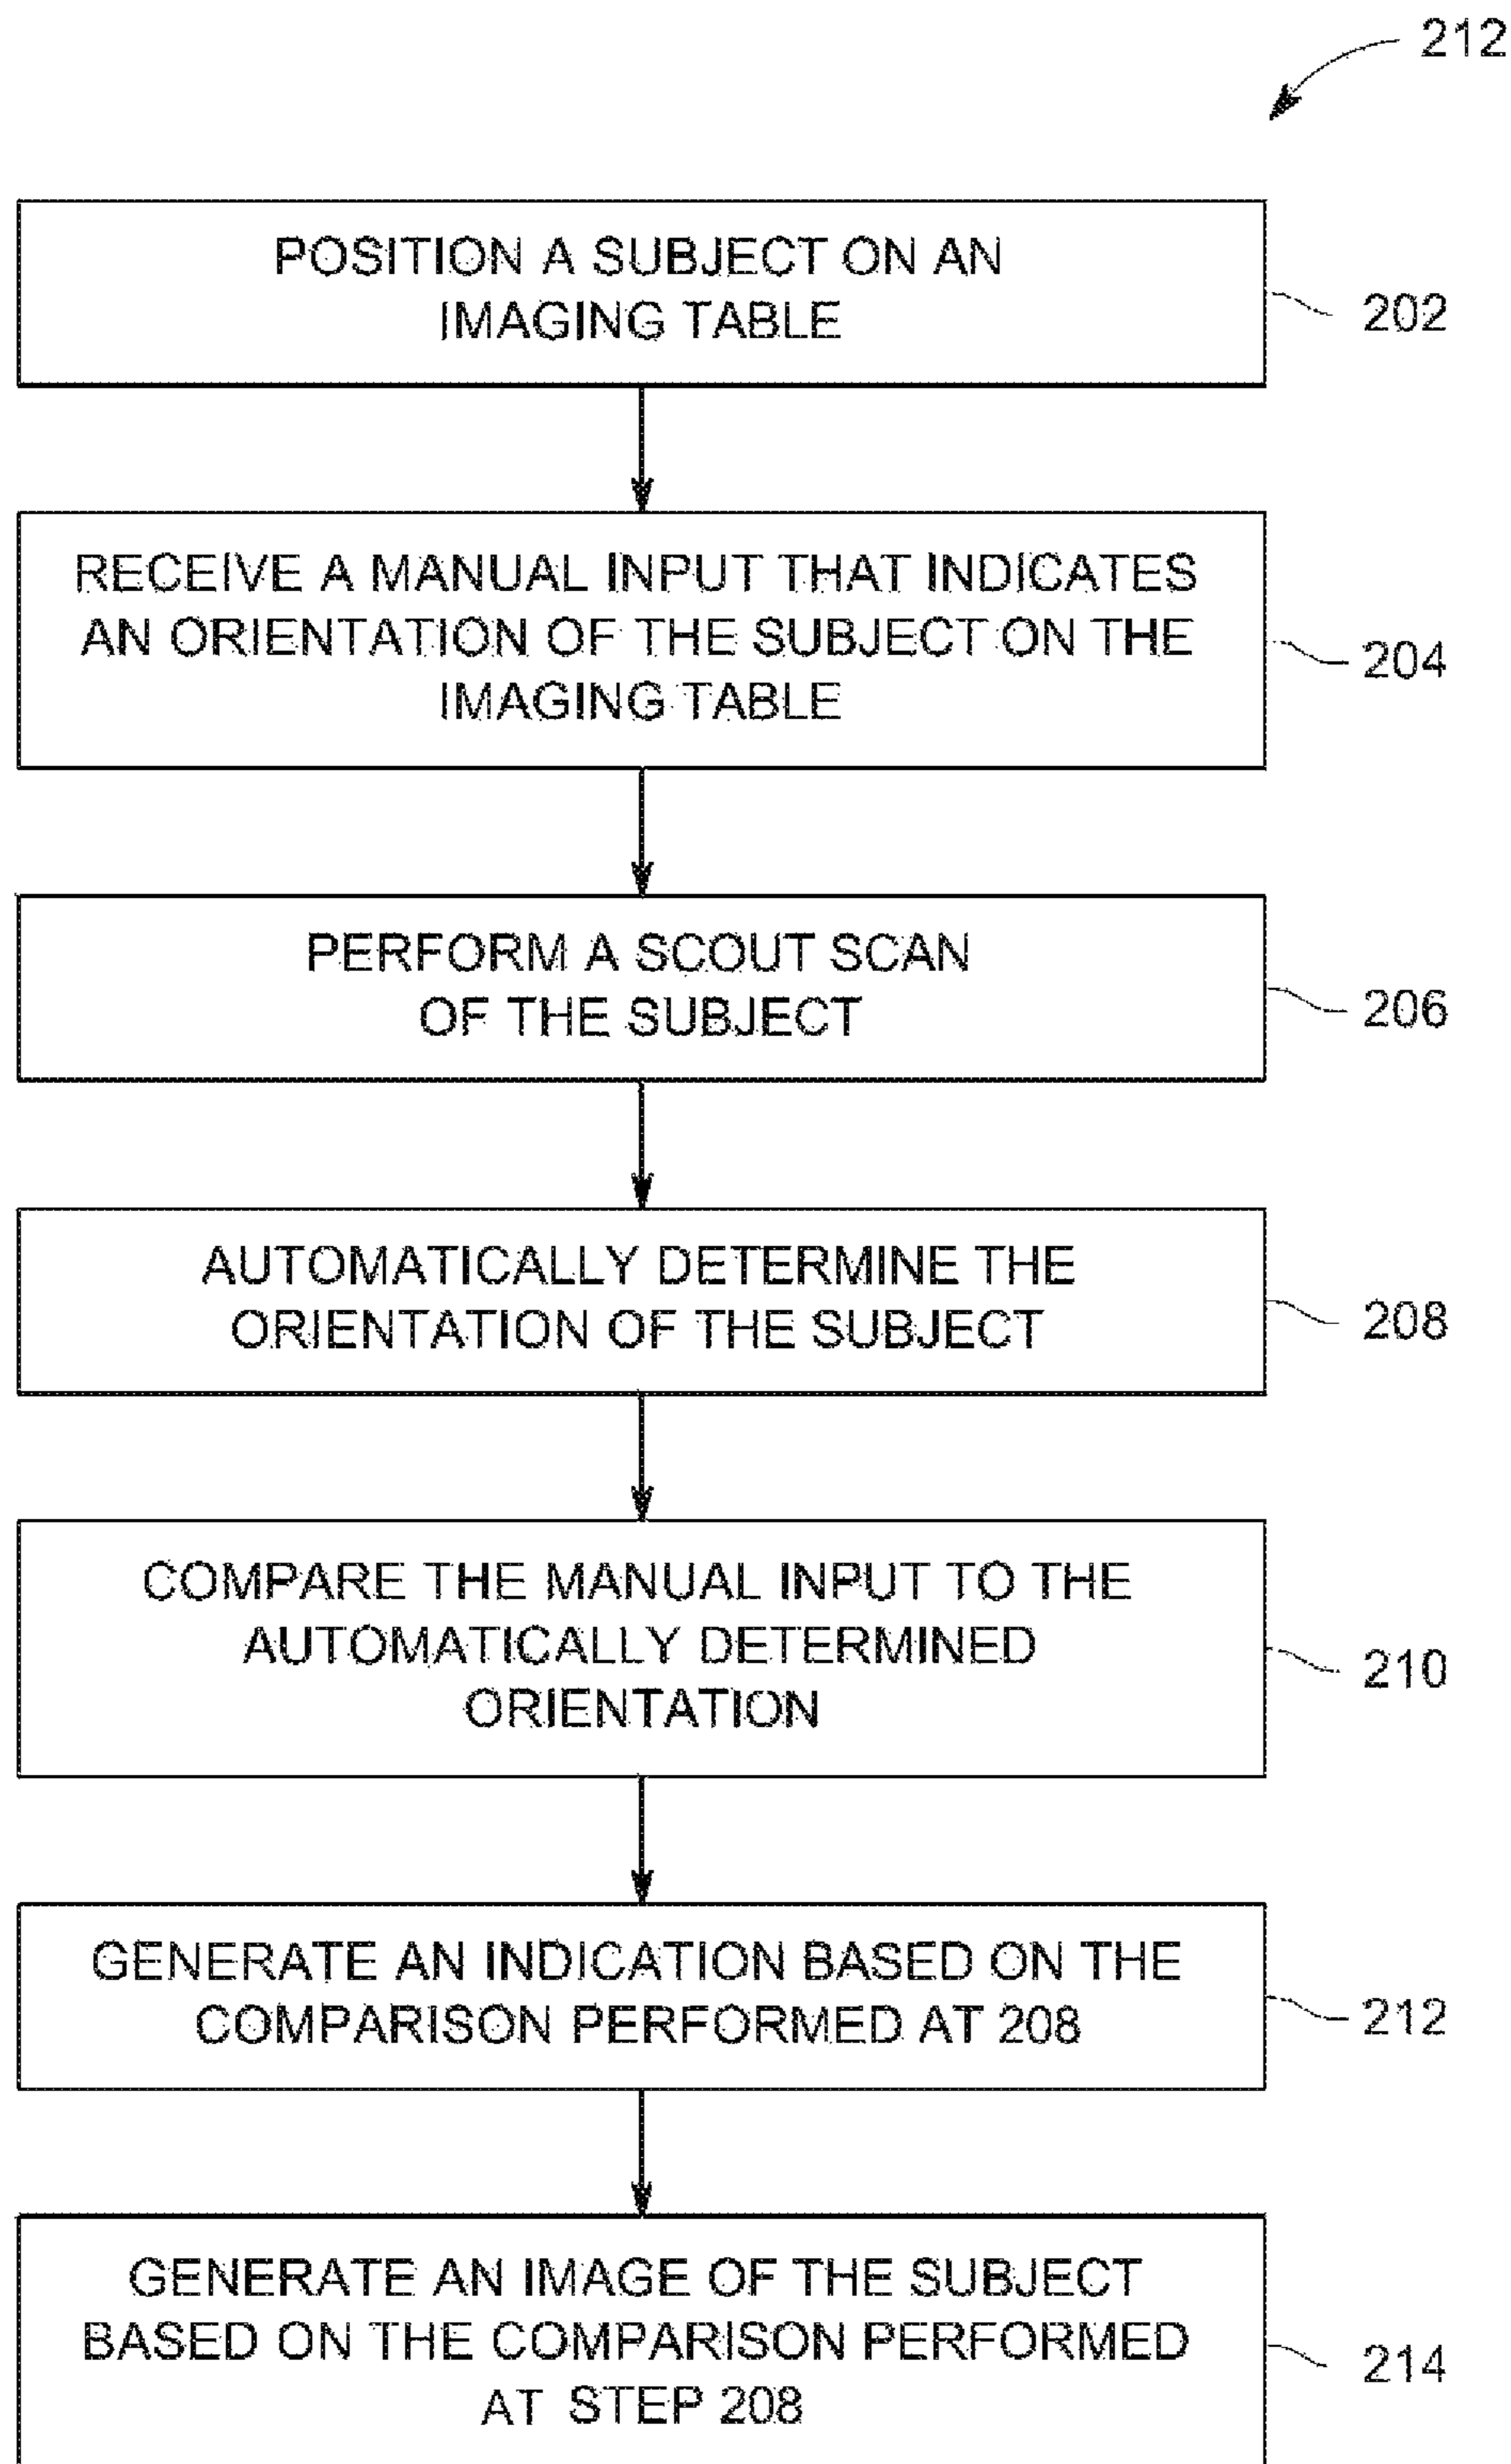 212
POSITION A SUBJECT ON AN
IMAGING TABLE
202
RECEIVE A MANUAL INPUT THAT INDICATES
AN ORIENTATION OF THE SUBJECT ON THE
IMAGING TABLE
204
PERFORM A SCOUT SCAN
OF THE SUBJECT
206
AUTOMATICALLY DETERMINE THE
ORIENTATION OF THE SUBJECT
208
COMPARE THE MANUAL INPUT TO THE
AUTOMATICALLY DETERMINED
ORIENTATION
210
GENERATE AN INDICATION BASED ON THE
COMPARISON PERFORMED AT 208
212
GENERATE AN IMAGE OF THE SUBJECT
BASED ON THE COMPARISON PERFORMED
AT STEP 208
214